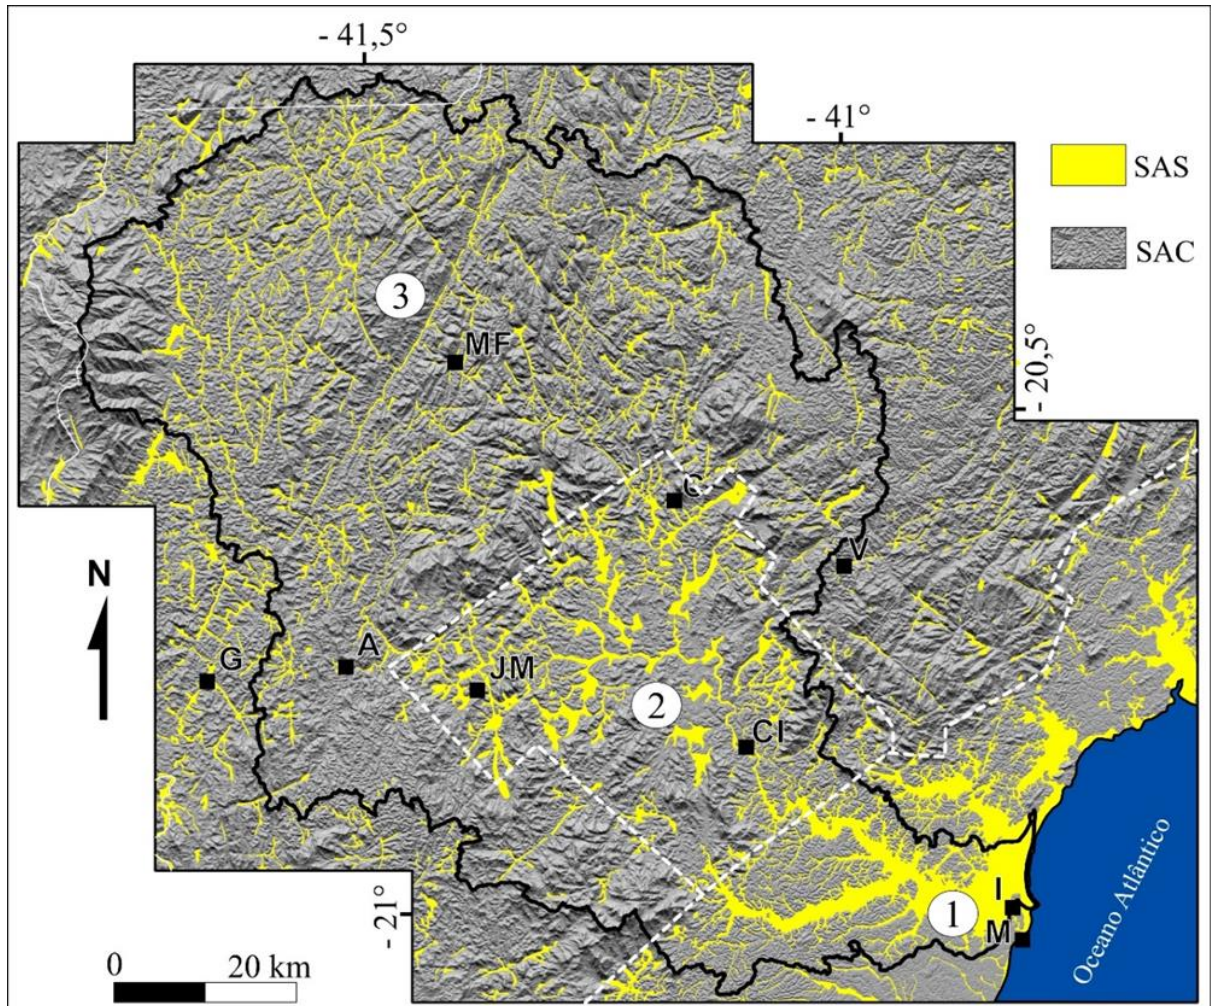 - 41,5°
- 41°
SAS
SAC
3
MF
- 20,5°
C
V
N
A
G
JM
2
CI
I
1
M
- 21°
0
20 km
Oceano Atlântico